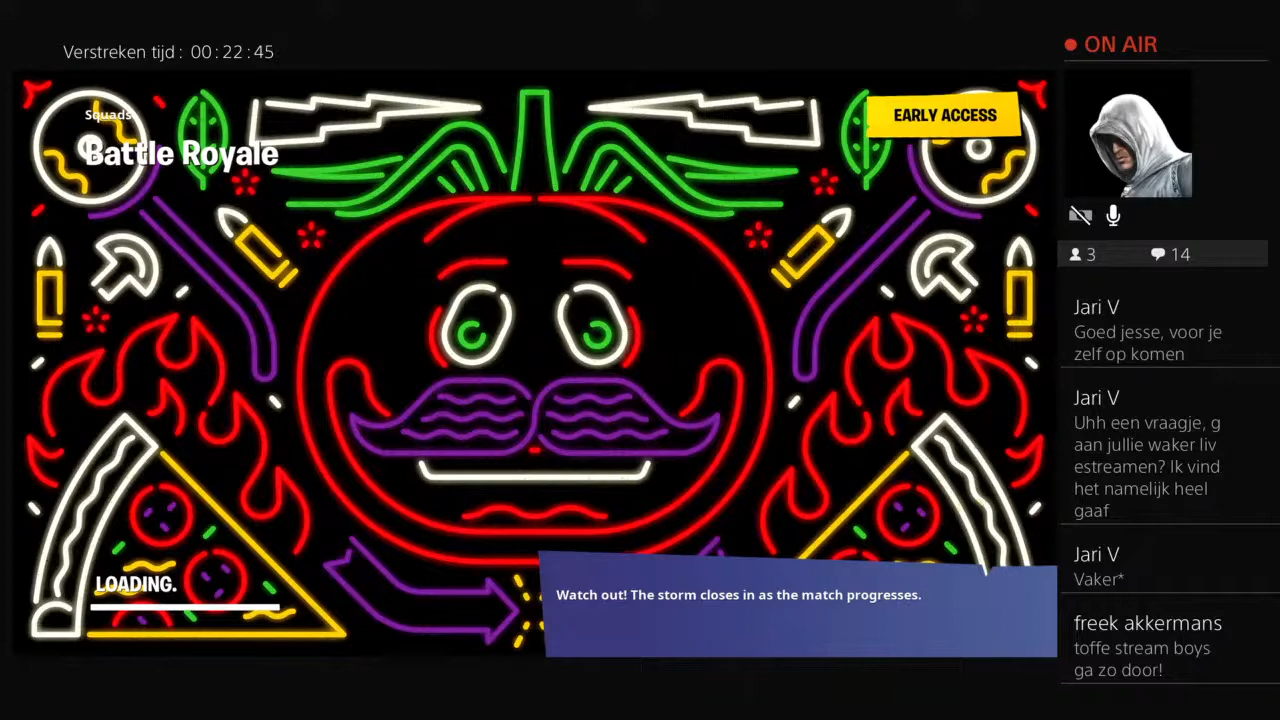 Verstreken tijd : 00:22:45
ON AIR
Squads
Battle Royale
EARLY ACCESS
3 14
Jari V
Goed jesse, voor je
zelf op komen
Jari V
Uhh een vraagje, g
aan jullie waker liv
estreamen? Ik vind
het namelijk heel
gaaf
Jari V
Vaker*
freek akkermans
toffe stream boys
ga zo door!
LOADING.
Watch out! The storm closes in as the match progresses.